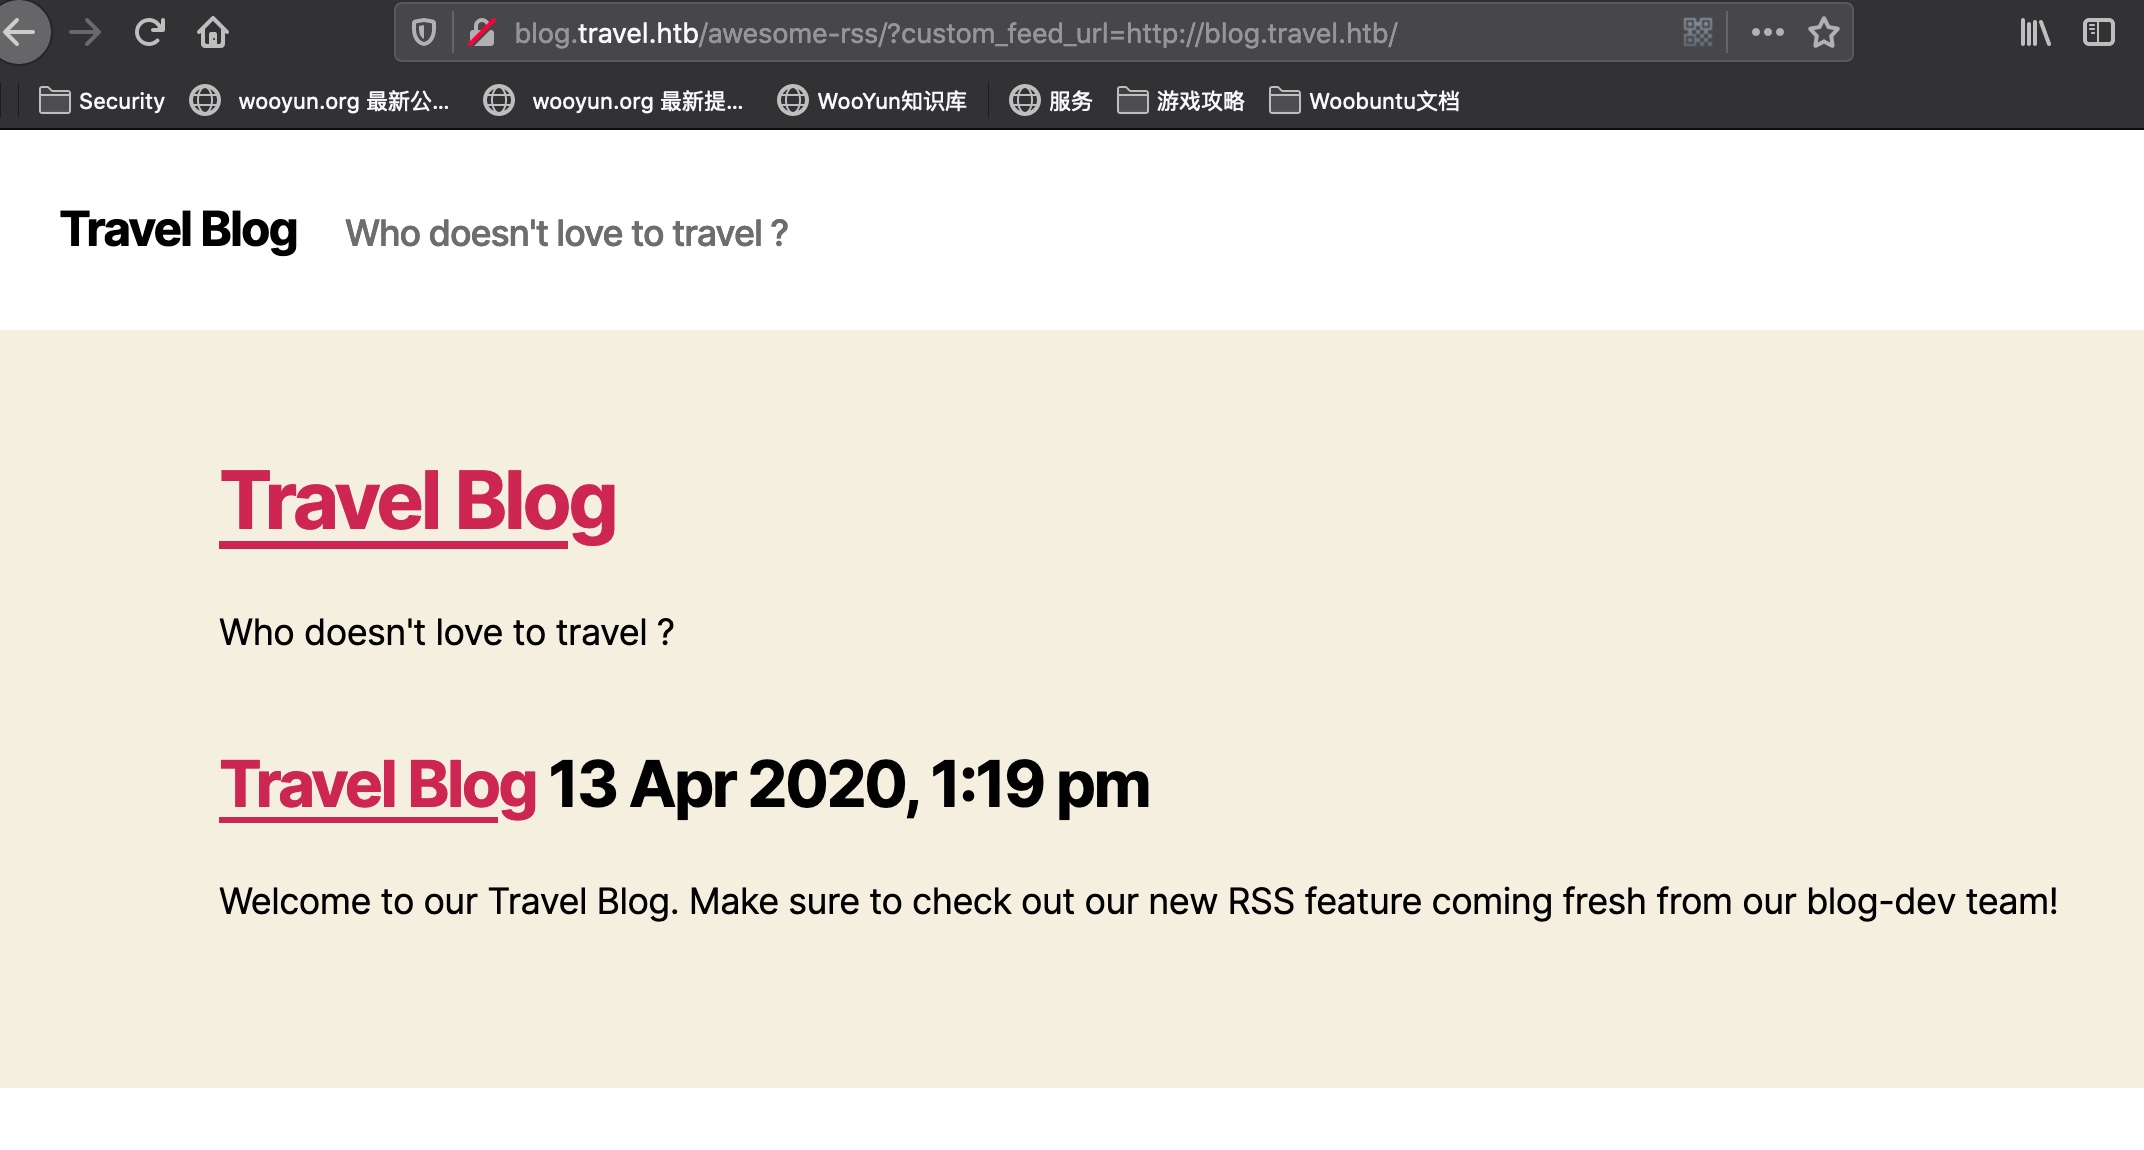 blog.travel.htb/awesome-rss/?custom_feed_url=http://blog.travel.htb/
Security wooyun.org 最新公... wooyun.org 最新提... WooYun知识库 服务 游戏攻略 Woobuntu文档
Travel Blog Who doesn't love to travel ?
Travel Blog
Who doesn't love to travel ?
Travel Blog 13 Apr 2020, 1:19 pm
Welcome to our Travel Blog. Make sure to check out our new RSS feature coming fresh from our blog-dev team!